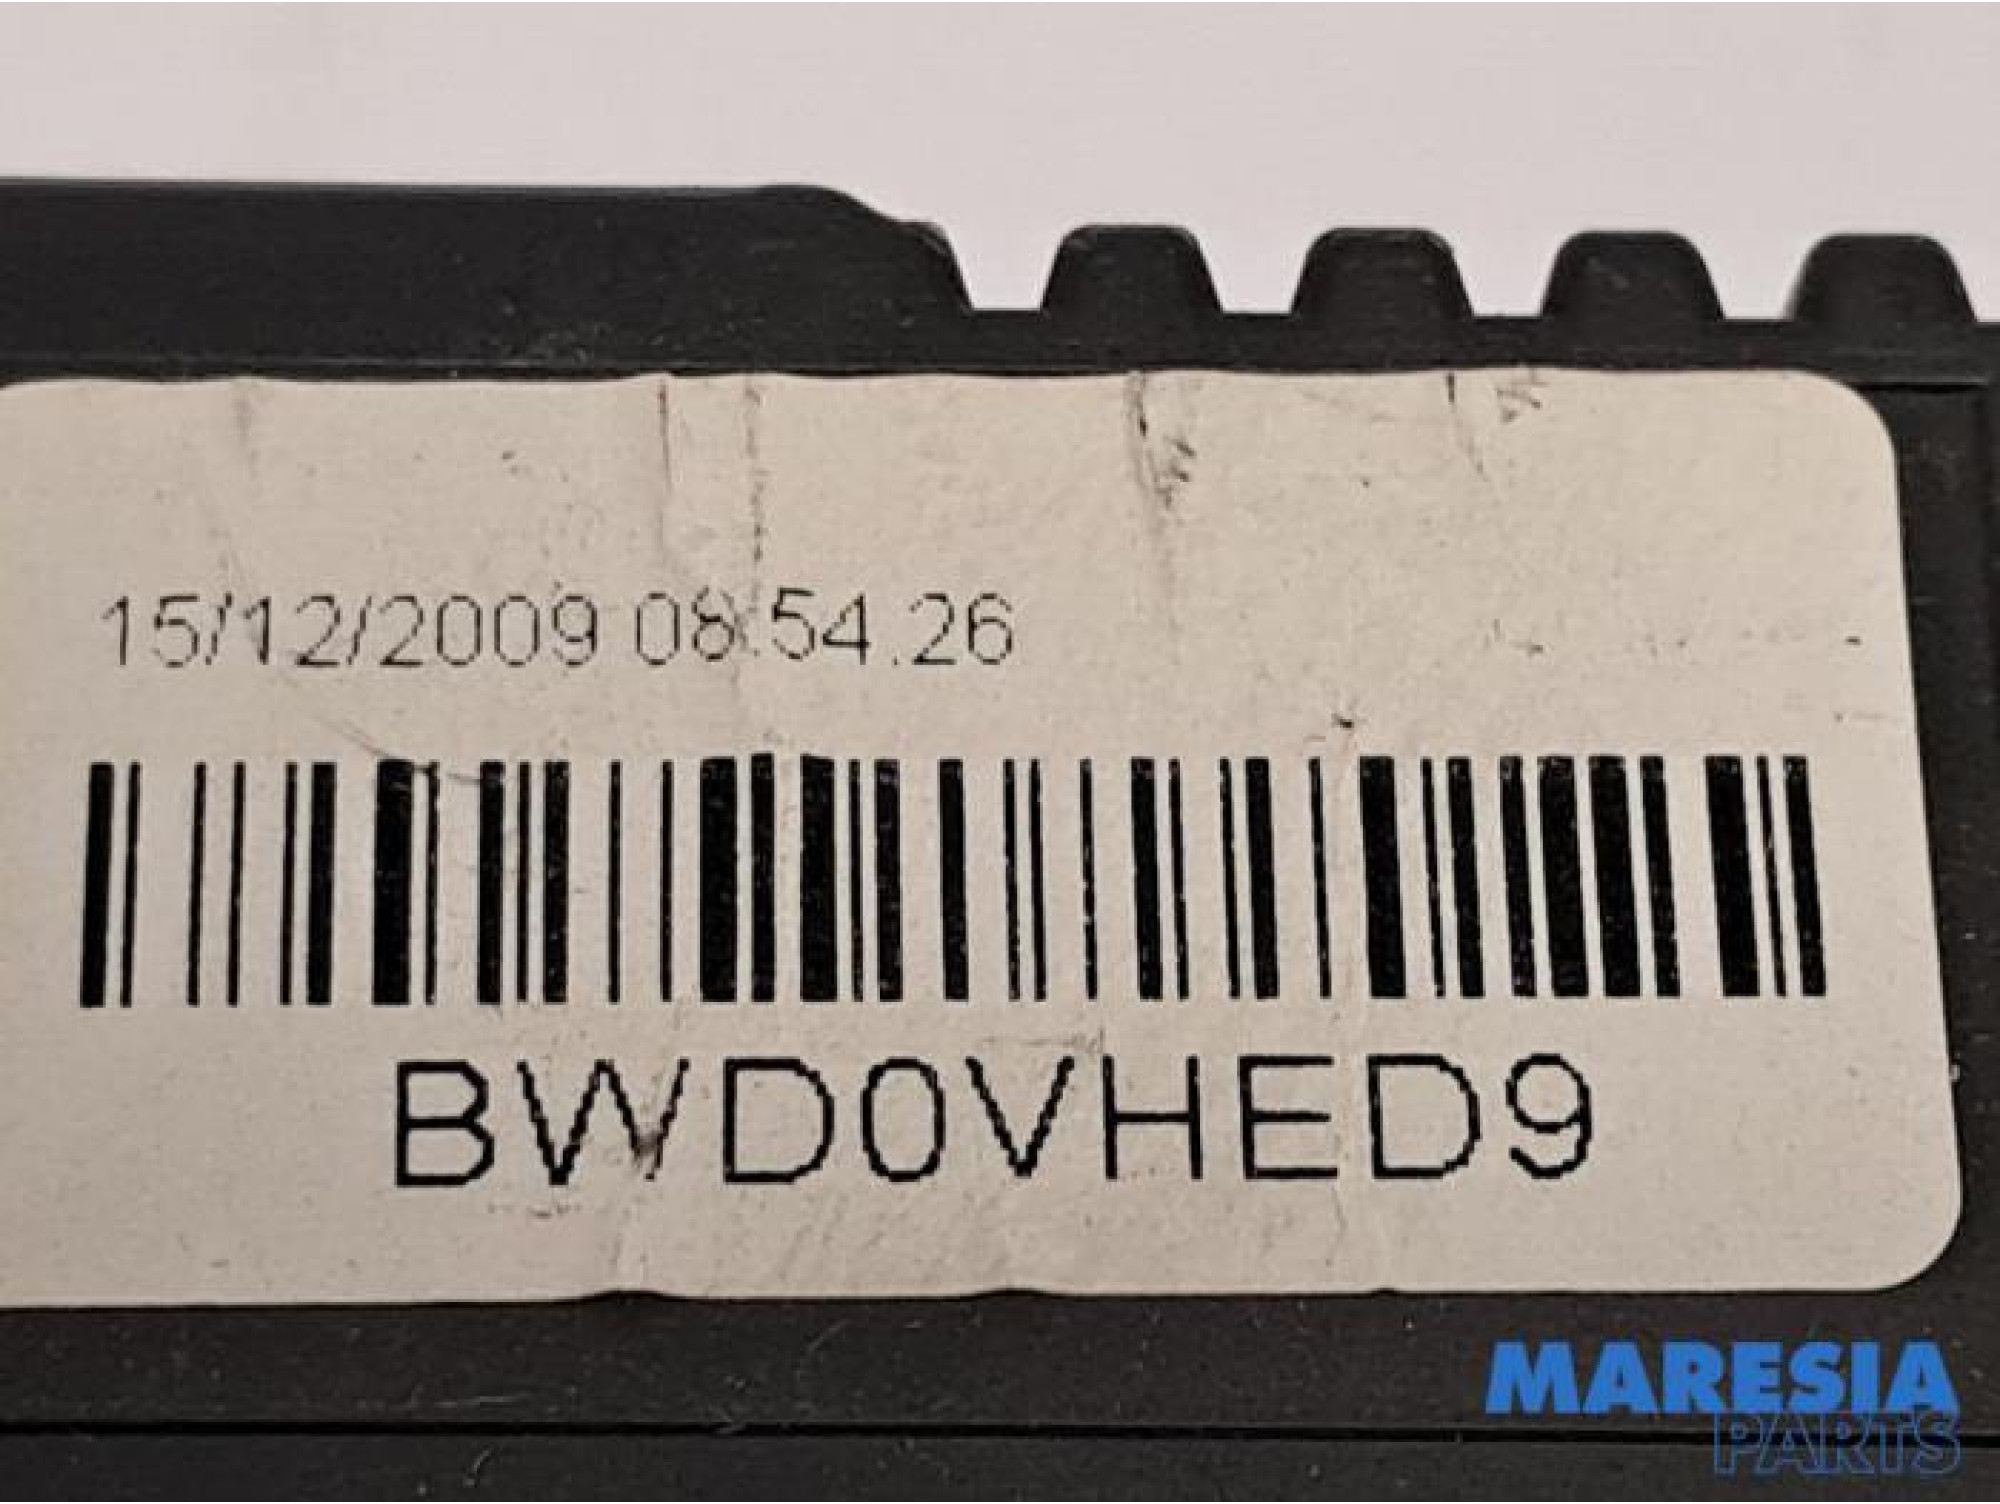 15/12/2009 08:54.26
BWD0VHED9
MARESIA
PARTS